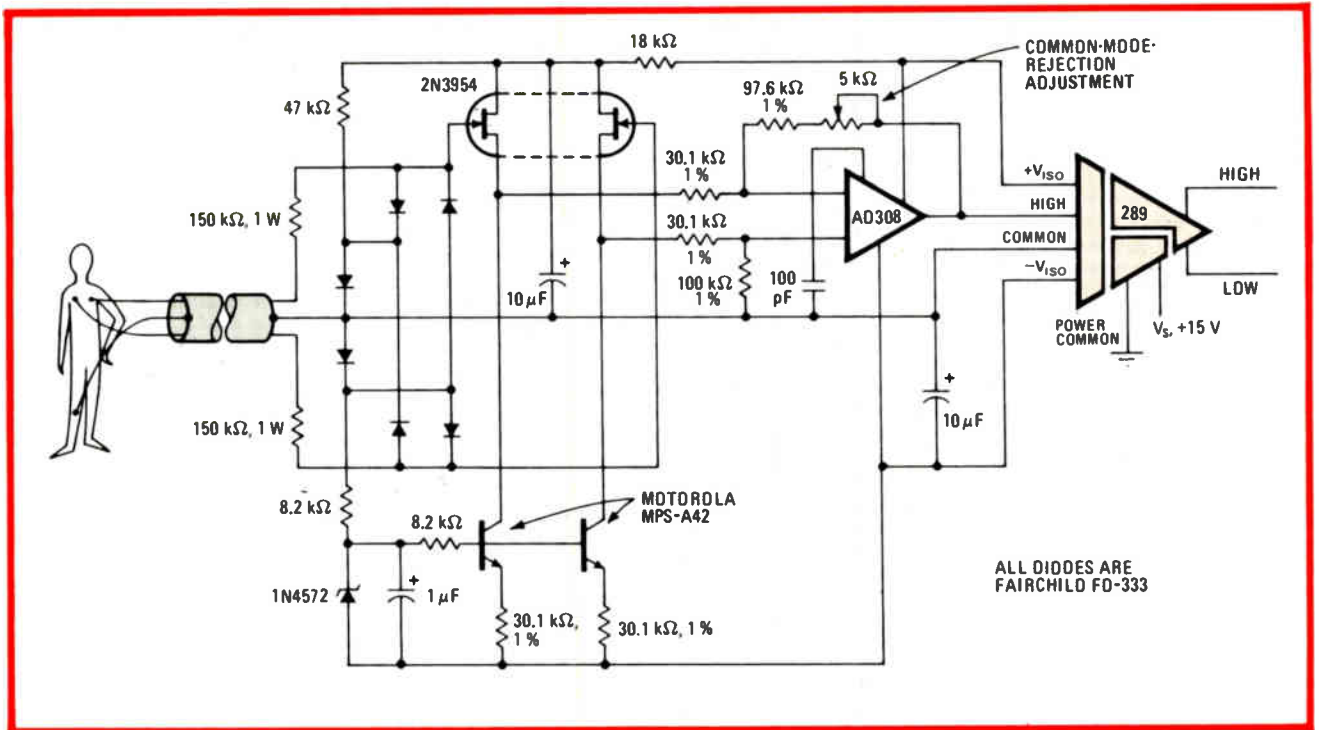 18 kΩ
COMMON-MODE-
REJECTION
ADJUSTMENT
2N3954
5 kΩ
97.6 kΩ
1%
47 kΩ
30.1 kΩ
1%
+VISO
HIGH
HIGH
150 kΩ, 1 W
AD308
289
COMMON
30.1 kΩ
1%
−VISO
10 μF
+
100 kΩ
1%
100
pF
LOW
POWER
COMMON
VS, +15 V
+
10 μF
150 kΩ, 1 W
8.2 kΩ
MOTOROLA
MPS-A42
8.2 kΩ
1N4572
+
1 μF
30.1 kΩ,
1%
30.1 kΩ, 1%
ALL DIODES ARE
FAIRCHILD FD-333